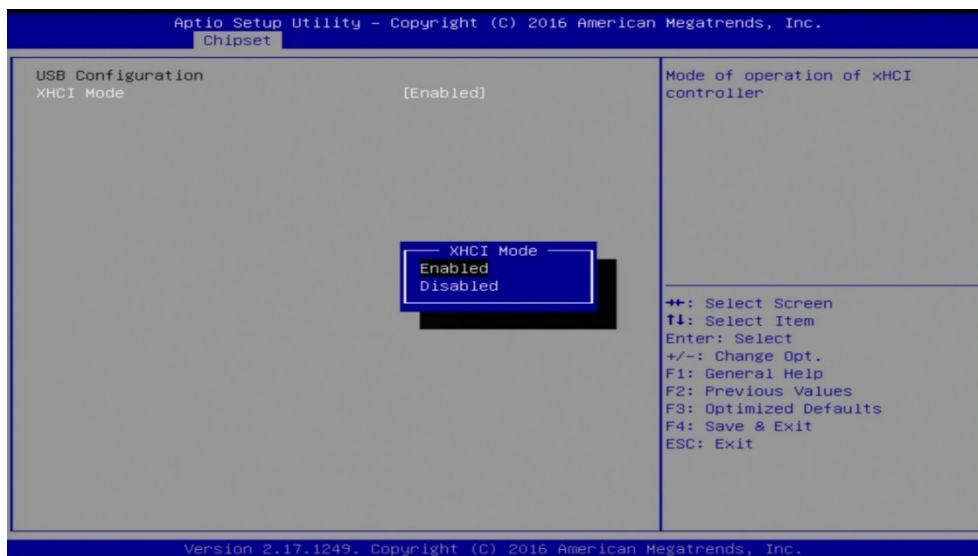 Aptio Setup Utility – Copyright (C) 2016 American Megatrends, Inc.
Chipset
USB Configuration
XHCI Mode [Enabled]
Mode of operation of xHCI
controller
XHCI Mode
Enabled
Disabled
→←: Select Screen
↑↓: Select Item
Enter: Select
+/-: Change Opt.
F1: General Help
F2: Previous Values
F3: Optimized Defaults
F4: Save & Exit
ESC: Exit
Version 2.17.1249. Copyright (C) 2016 American Megatrends, Inc.